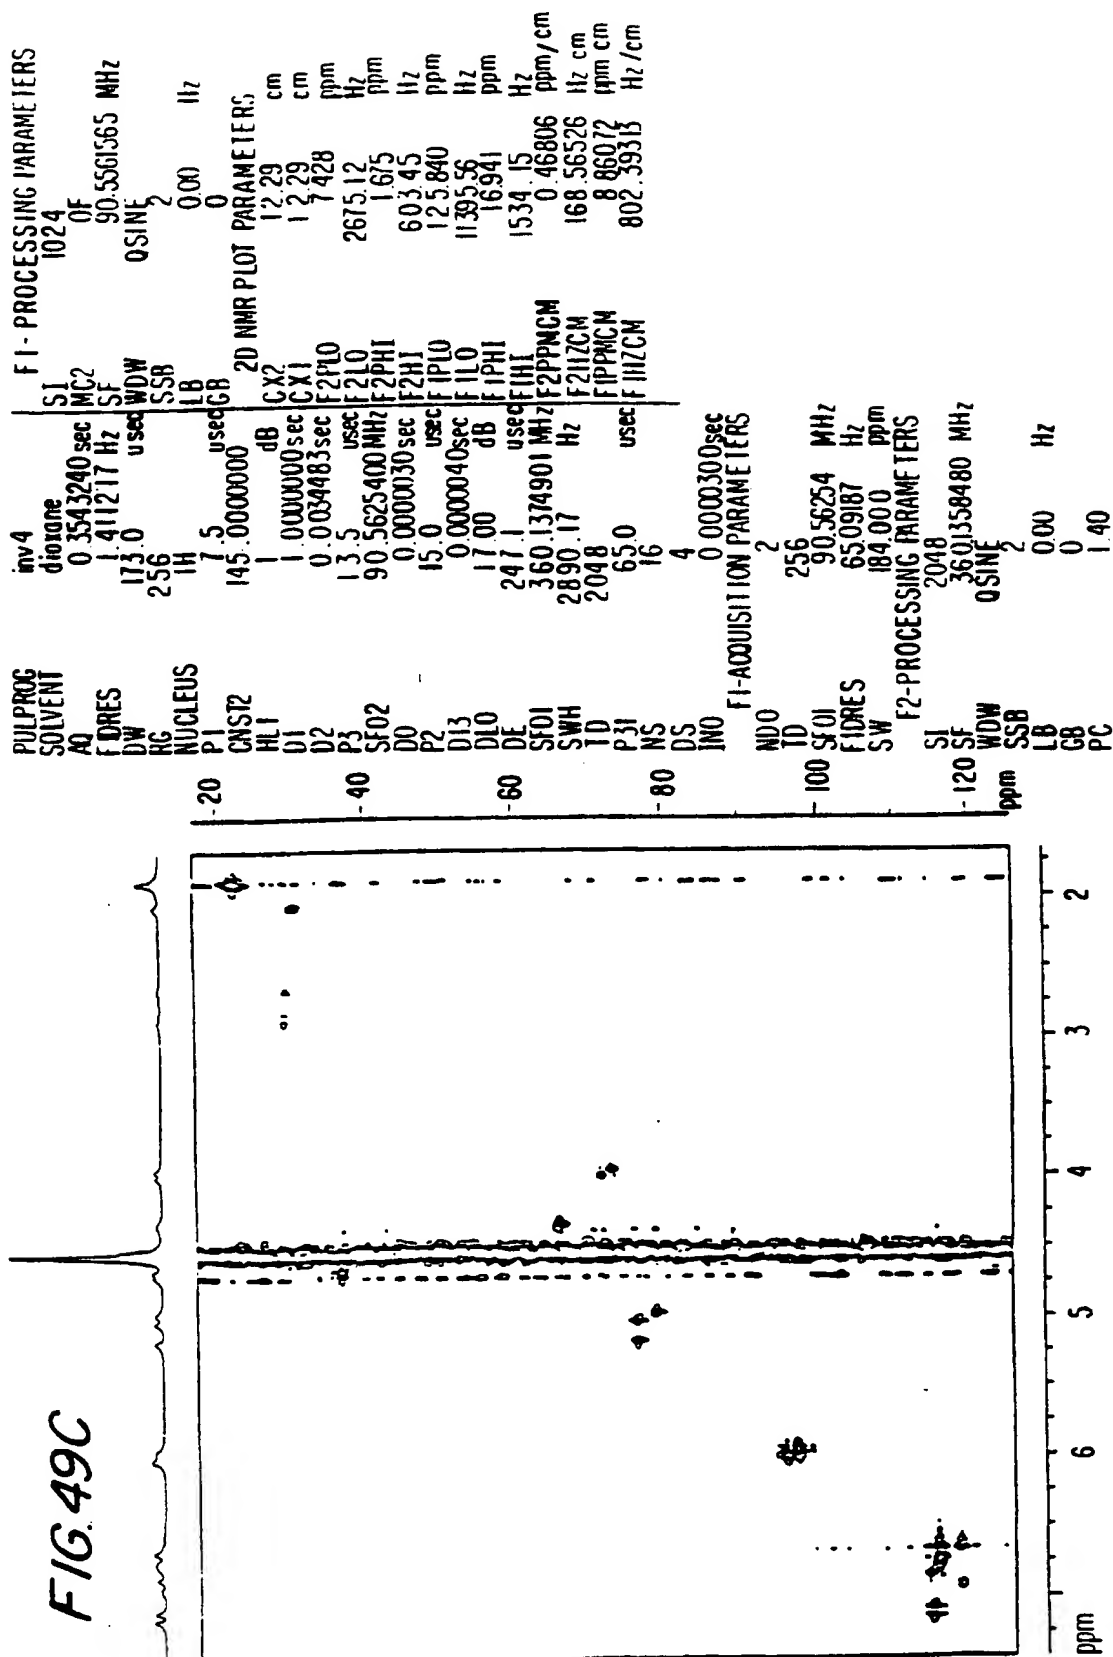 FIG. 49C
ppm
6
5
4
3
2
20
40
60
80
100
120
ppm
PULPROG inv4
SOLVENT dioxane
AQ 0.3543240 sec
FIDRES 1.411217 Hz
DW 173.0 usec
RG 256
NUCLEUS 1H
P1 7.5 usec
CNST2 145.0000000
HL1 1 dB
D1 1.0000000 sec
D2 0.0034483 sec
P3 13.5 usec
SFO2 90.5625400 MHz
D0 0.0000030 sec
P2 15.0 usec
D13 0.0000040 sec
DLO 17.00 dB
DE 247.1 usec
SFO1 360.1374901 MHz
SWH 2890.17 Hz
TD 2048
P31 65.0 usec
NS 16
DS 4
IN0 0.0000300 sec
F1-ACQUISITION PARAMETERS
ND0 2
TD 256
SFO1 90.56254 MHz
FIDRES 65.09187 Hz
SW 184.000 ppm
F2-PROCESSING PARAMETERS
SI 2048
SF 360.1358480 MHz
WDW QSINE
SSB 2
LB 0.00 Hz
GB 0
PC 1.40
F1-PROCESSING PARAMETERS
SI 1024
MC2 QF
SF 90.5561565 MHz
WDW QSINE
SSB 2
LB 0.00 Hz
GB 0
2D NMR PLOT PARAMETERS
CX2 12.29 cm
CX1 12.29 cm
F2PLO 7.428 ppm
F2LO 2675.12 Hz
F2PHI 1.675 ppm
F2HI 603.45 Hz
F1PLO 125.840 ppm
F1LO 11395.56 Hz
F1PHI 16.941 ppm
F1HI 1534.15 Hz
F2PPMCM 0.46806 ppm/cm
F2HZCM 168.56526 Hz cm
F1PPMCM 8.86072 ppm cm
F1HZCM 802.39313 Hz/cm